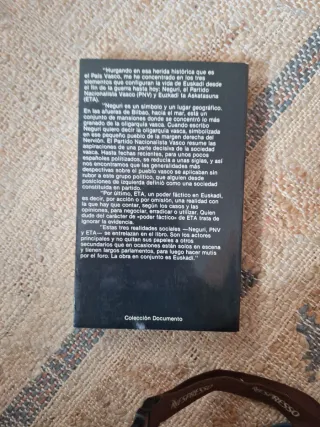 "Hurgando en esa herida histórica que es
el País Vasco, me he concentrado en los tres
elementos que configuran la vida de Euskadi desde
el fin de la guerra hasta hoy: Neguri, el Partido
Nacionalista Vasco (PNV) y Euzkadi ta Askatasuna
(ETA).
"Neguri es un símbolo y un lugar geográfico.
En las afueras de Bilbao, hacia el mar, está un
conjunto de mansiones donde se concentró lo más
granado de la oligarquía vasca. Cuando escribo
Neguri quiero decir la oligarquía vasca, simbolizada
en ese pequeño pueblo de la margen derecha del
Nervión. El Partido Nacionalista Vasco resume las
aspiraciones de una parte decisiva de la sociedad
vasca. Hasta fechas recientes, para unos pocos
españoles politizados, se reducía a unas siglas, y así
nos encontramos que las generalidades más
despectivas sobre el pueblo vasco se aplicaban sin
rubor a este grupo político, que alguien desde
posiciones de izquierda definió como una sociedad
constituida en partido.
"Por último, ETA, un poder fáctico en Euskadi,
es decir, por acción o por omisión, una realidad con
la que hay que contar, según los casos y las
opiniones, para negociar, erradicar o utilizar. Quien
dude del carácter de «poder fáctico» de ETA trata de
ignorar la evidencia.
"Estas tres realidades sociales —Neguri, PNV
y ETA— se entrelazan en el libro. Son los actores
principales y no quitan sus papeles a otros
secundarios que en ocasiones están solos en escena
y tienen largos parlamentos, para luego hacer mutis
por el foro. La obra en conjunto es Euskadi."
Colección Documento